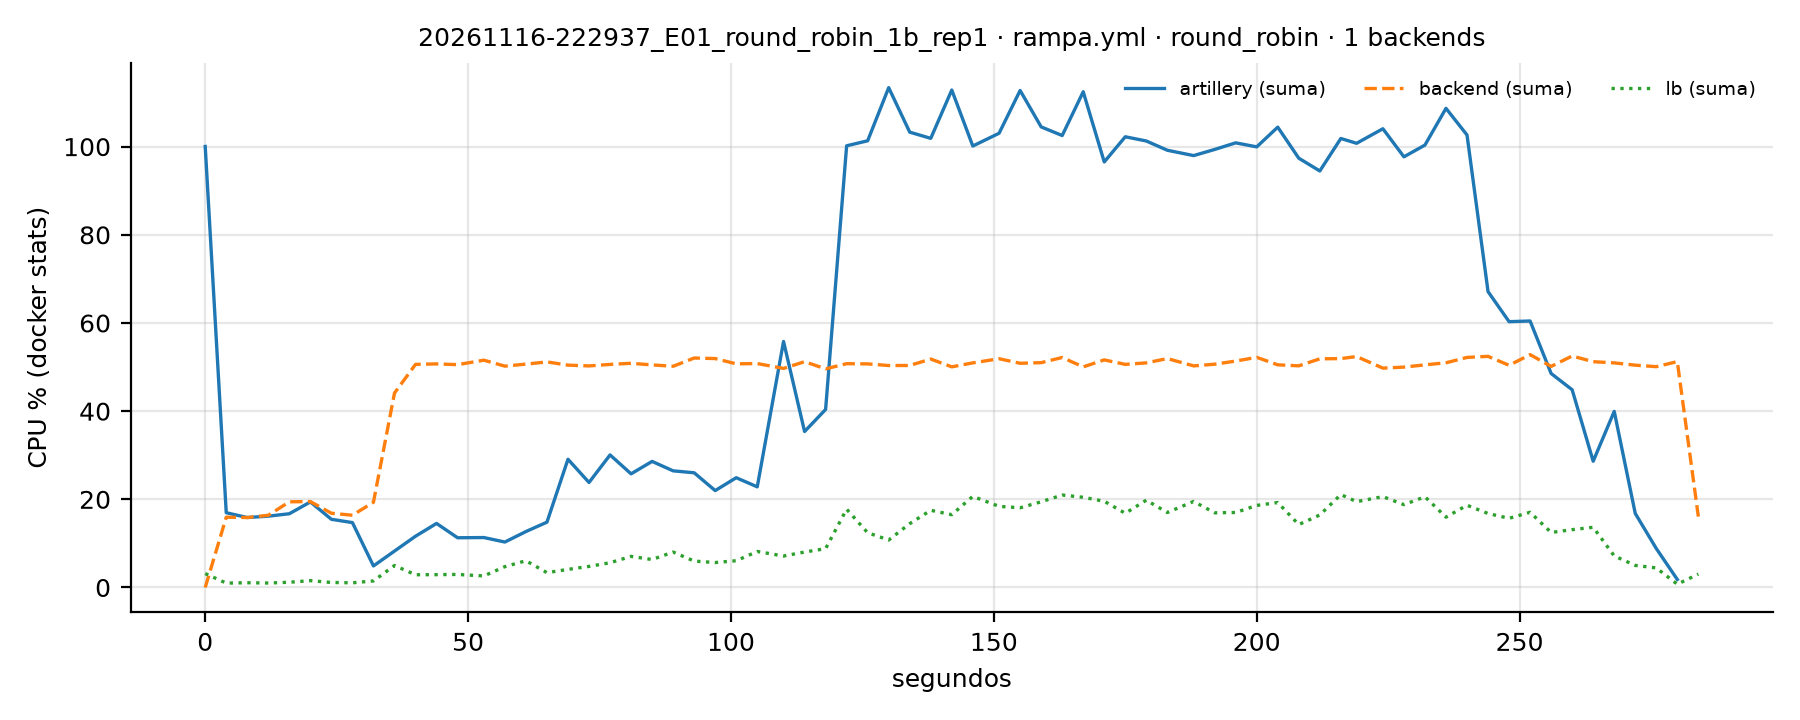 20261116-222937_E01_round_robin_1b_rep1 · rampa.yml · round_robin · 1 backends
artillery (suma) backend (suma) lb (suma)
CPU % (docker stats)
100
80
60
40
20
0
0 50 100 150 200 250
segundos